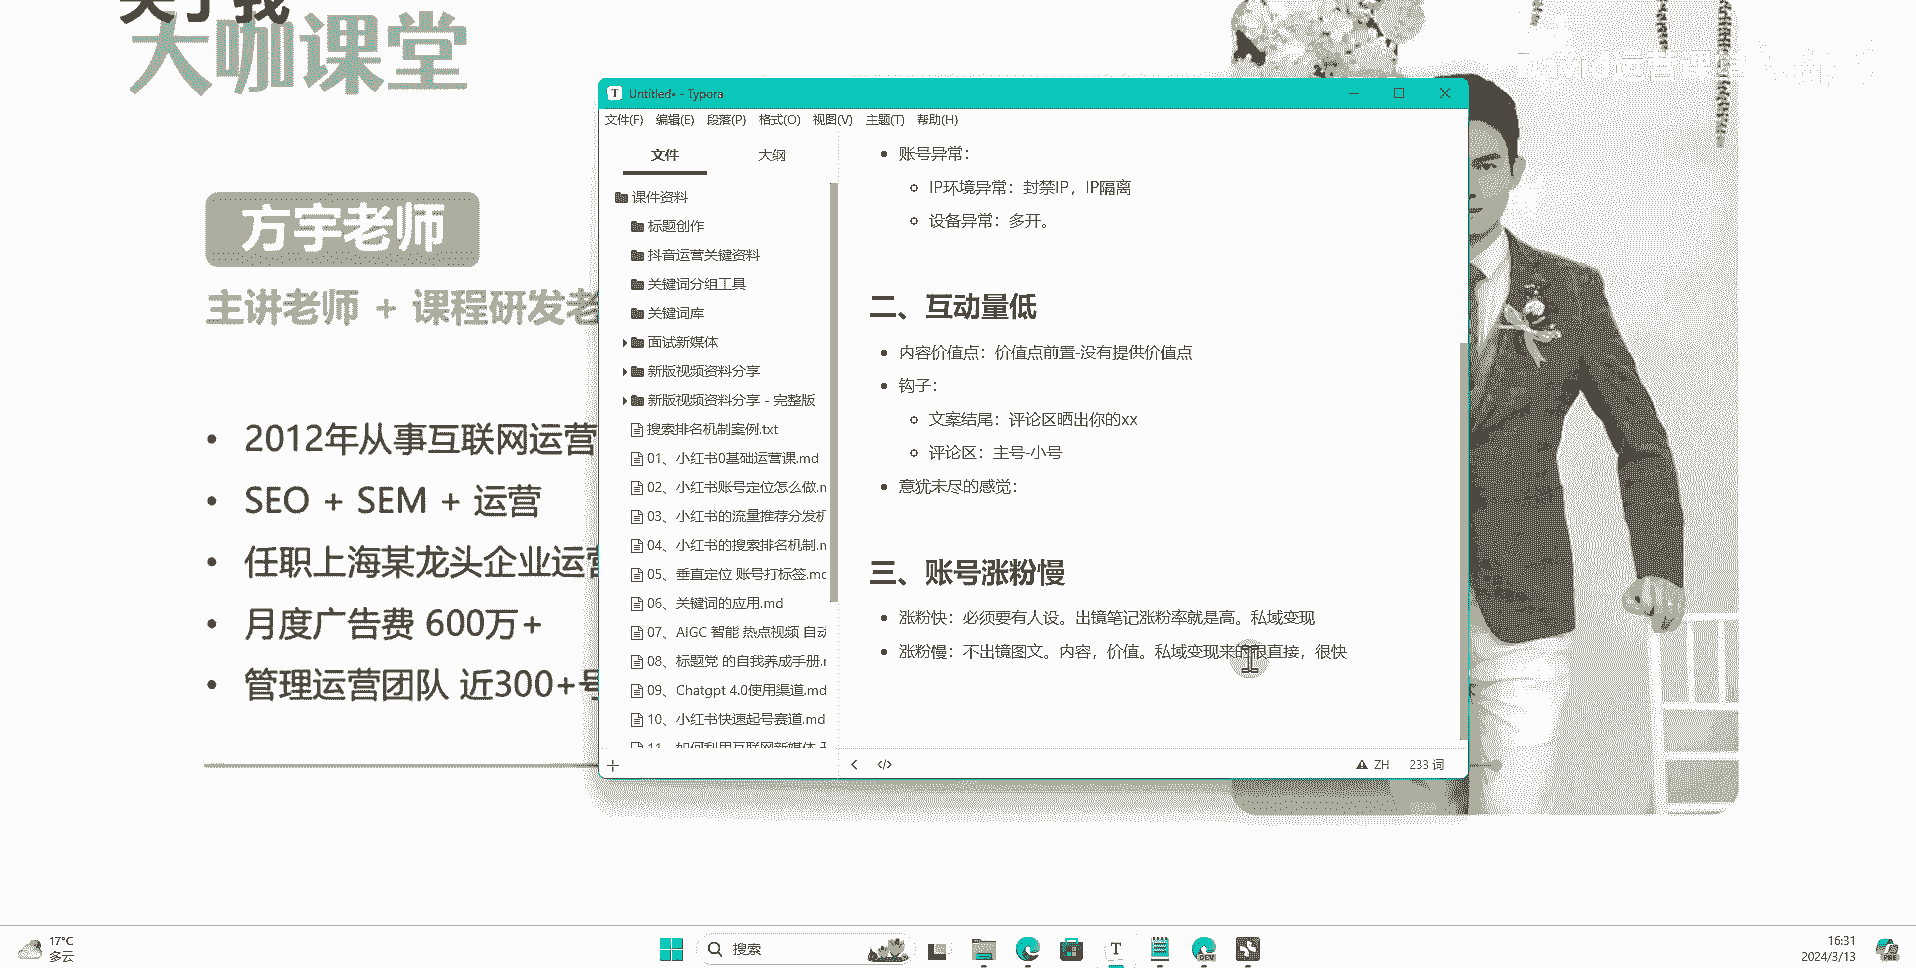 关于我
大咖课堂
方宇老师
主讲老师 + 课程研发老
2012年从事互联网运营
SEO + SEM + 运营
任职上海某龙头企业运营
月度广告费 600万+
管理运营团队 近300+号
Untitled• - Typora
文件(F) 编辑(E) 段落(P) 格式(O) 视图(V) 主题(T) 帮助(H)
文件 大纲
课件资料
标题创作
抖音运营关键资料
关键词分组工具
关键词库
面试新媒体
新版视频资料分享
新版视频资料分享 - 完整版
搜索排名机制案例.txt
01、小红书0基础运营课.md
02、小红书账号定位怎么做.m
03、小红书的流量推荐分发机
04、小红书的搜索排名机制.m
05、垂直定位 账号打标签.md
06、关键词的应用.md
07、AIGC 智能 热点视频 自动
08、标题党 的自我养成手册.m
09、Chatgpt 4.0使用渠道.md
10、小红书快速起号赛道.md
11、如何利用互联网新媒体
账号异常：
IP环境异常：封禁IP，IP隔离
设备异常：多开。
二、互动量低
内容价值点：价值点前置-没有提供价值点
钩子：
文案结尾：评论区晒出你的xx
评论区：主号-小号
意犹未尽的感觉：
三、账号涨粉慢
涨粉快：必须要有人设。出镜笔记涨粉率就是高。私域变现
涨粉慢：不出镜图文。内容，价值。私域变现来的很直接，很快
ZH 233 词
17°C
多云
搜索
16:31
2024/3/13